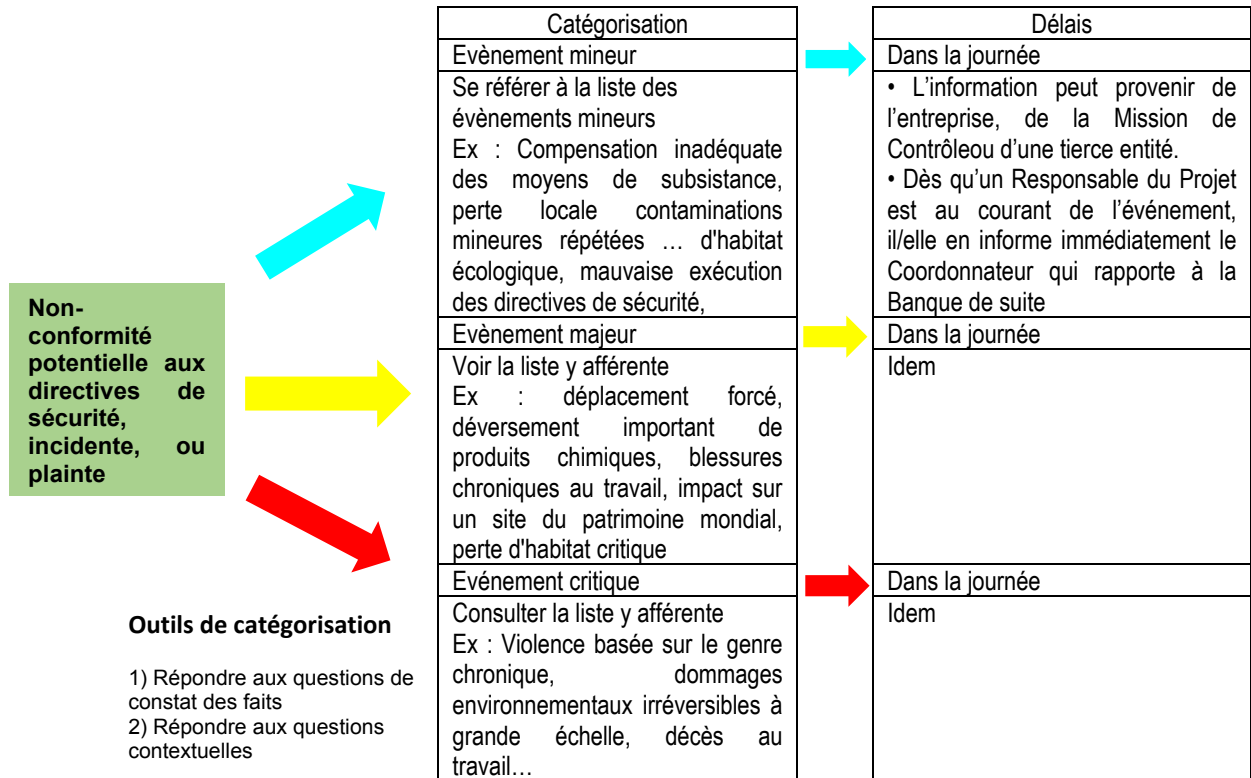 Non-
conformité
potentielle aux
directives de
sécurité,
incidente, ou
plainte
Outils de catégorisation
1) Répondre aux questions de
constat des faits
2) Répondre aux questions
contextuelles
Catégorisation
Evènement mineur
Se référer à la liste des
évènements mineurs
Ex : Compensation inadéquate
des moyens de subsistance,
perte locale contaminations
mineures répétées … d'habitat
écologique, mauvaise exécution
des directives de sécurité,
Evènement majeur
Voir la liste y afférente
Ex : déplacement forcé,
déversement important de
produits chimiques, blessures
chroniques au travail, impact sur
un site du patrimoine mondial,
perte d'habitat critique
Evénement critique
Consulter la liste y afférente
Ex : Violence basée sur le genre
chronique, dommages
environnementaux irréversibles à
grande échelle, décès au
travail…
Délais
Dans la journée
• L'information peut provenir de
l'entreprise, de la Mission de
Contrôleou d'une tierce entité.
• Dès qu'un Responsable du Projet
est au courant de l'événement,
il/elle en informe immédiatement le
Coordonnateur qui rapporte à la
Banque de suite
Dans la journée
Idem
Dans la journée
Idem